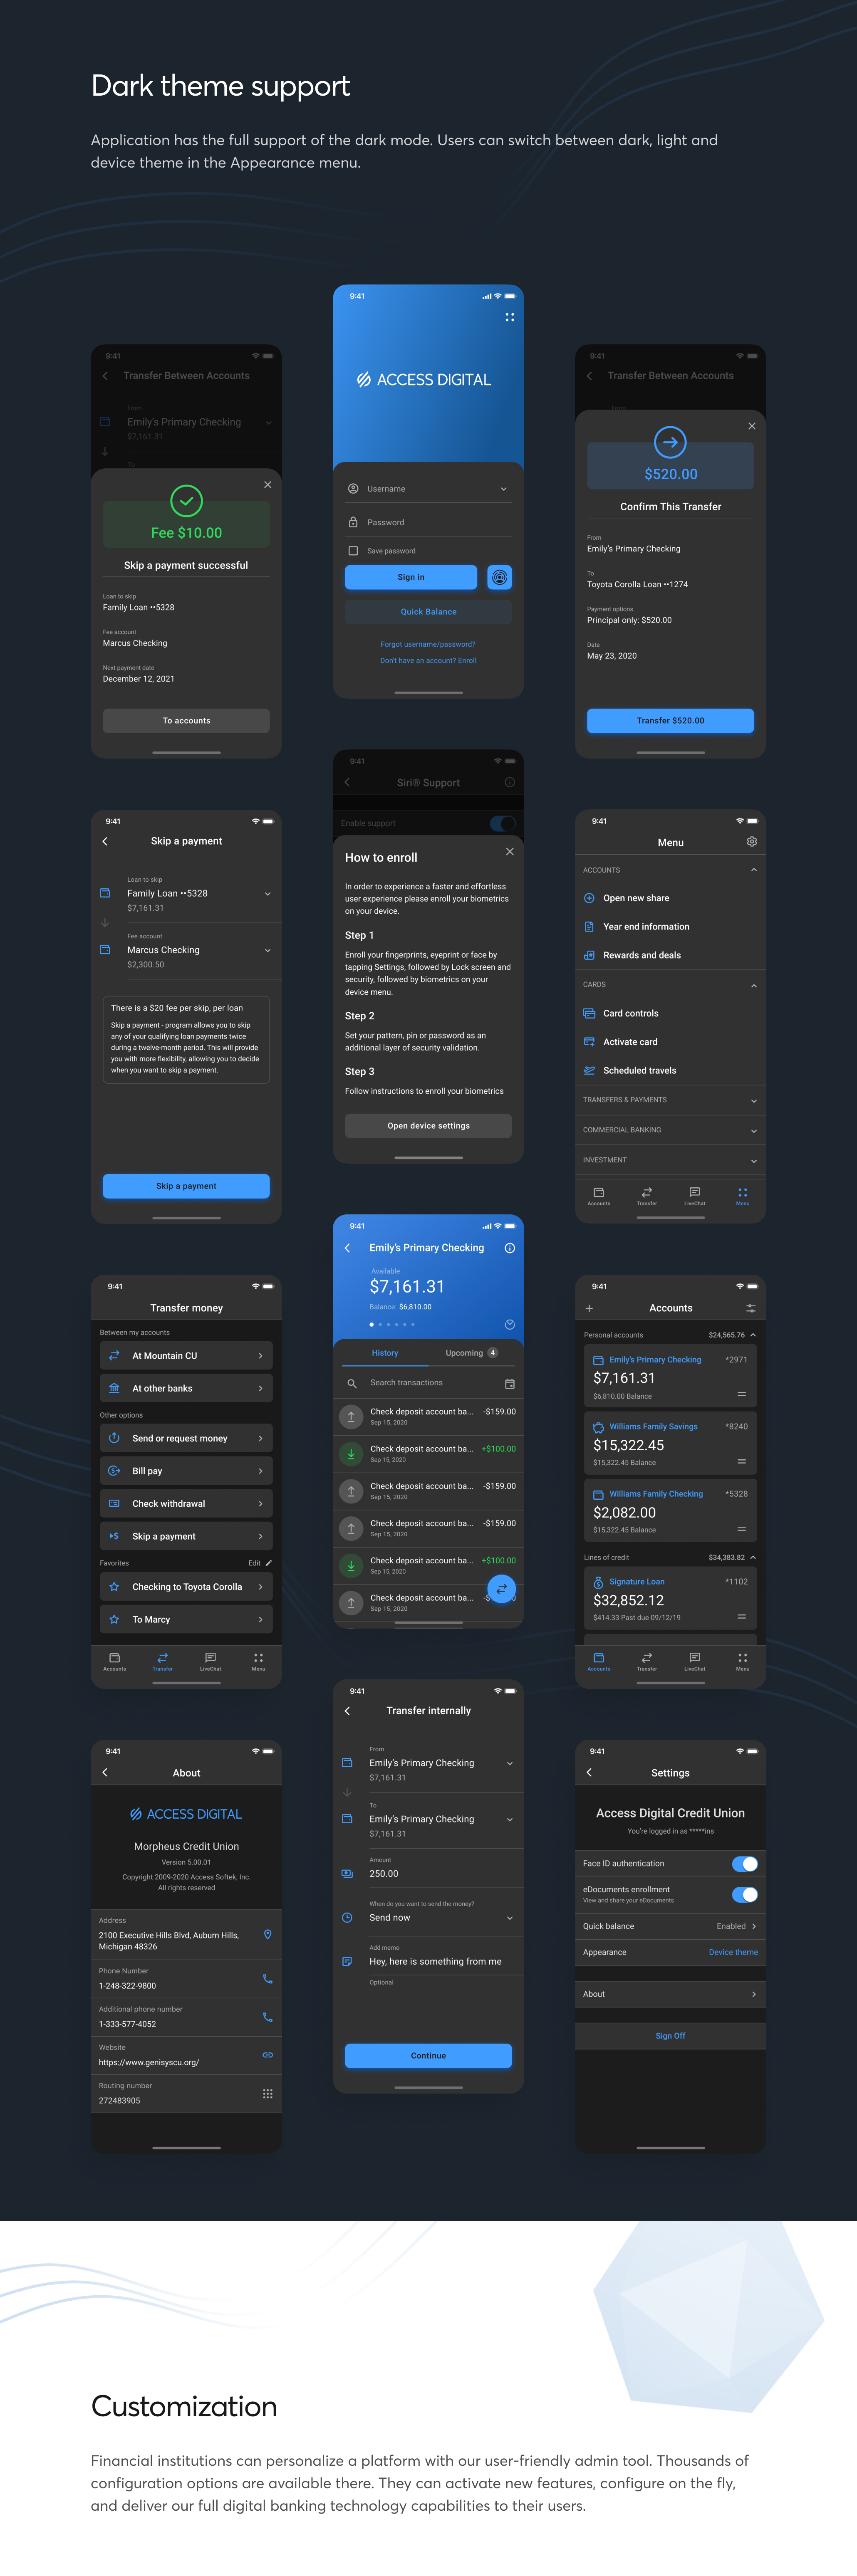 Dark theme support
Application has the full support of the dark mode. Users can switch between dark, light and
device theme in the Appearance menu.
9:41
Transfer Between Accounts
From
Emily's Primary Checking
$7,161.31
To
Fee $10.00
Skip a payment successful
Loan to skip
Family Loan ••5328
Fee account
Marcus Checking
Next payment date
December 12, 2021
To accounts
9:41
ACCESS DIGITAL
Username
Password
Save password
Sign in
Quick Balance
Forgot username/password?
Don't have an account? Enroll
9:41
Transfer Between Accounts
From
$520.00
Confirm This Transfer
From
Emily's Primary Checking
To
Toyota Corolla Loan ••1274
Payment options
Principal only: $520.00
Date
May 23, 2020
Transfer $520.00
9:41
Skip a payment
Loan to skip
Family Loan ••5328
$7,161.31
Fee account
Marcus Checking
$2,300.50
There is a $20 fee per skip, per loan
Skip a payment - program allows you to skip
any of your qualifying loan payments twice
during a twelve-month period. This will provide
you with more flexibility, allowing you to decide
when you want to skip a payment.
Skip a payment
9:41
Siri® Support
Enable support
How to enroll
In order to experience a faster and effortless
user experience please enroll your biometrics
on your device.
Step 1
Enroll your fingerprints, eyeprint or face by
tapping Settings, followed by Lock screen and
security, followed by biometrics on your
device menu.
Step 2
Set your pattern, pin or password as an
additional layer of security validation.
Step 3
Follow instructions to enroll your biometrics
Open device settings
9:41
Menu
ACCOUNTS
Open new share
Year end information
Rewards and deals
CARDS
Card controls
Activate card
Scheduled travels
TRANSFERS & PAYMENTS
COMMERCIAL BANKING
INVESTMENT
Accounts Transfer LiveChat Menu
9:41
Transfer money
Between my accounts
At Mountain CU
At other banks
Other options
Send or request money
Bill pay
Check withdrawal
Skip a payment
Favorites Edit
Checking to Toyota Corolla
To Marcy
Accounts Transfer LiveChat Menu
9:41
Emily's Primary Checking
Available
$7,161.31
Balance: $6,810.00
History Upcoming 4
Search transactions
Check deposit account ba... -$159.00
Sep 15, 2020
Check deposit account ba... +$100.00
Sep 15, 2020
Check deposit account ba... -$159.00
Sep 15, 2020
Check deposit account ba... -$159.00
Sep 15, 2020
Check deposit account ba... +$100.00
Sep 15, 2020
Check deposit account ba...
Sep 15, 2020
9:41
Accounts
Personal accounts $24,565.76
Emily's Primary Checking *2971
$7,161.31
$6,810.00 Balance
Williams Family Savings *8240
$15,322.45
$15,322.45 Balance
Williams Family Checking *5328
$2,082.00
$15,322.45 Balance
Lines of credit $34,383.82
Signature Loan *1102
$32,852.12
$414.33 Past due 09/12/19
Accounts Transfer LiveChat Menu
9:41
About
ACCESS DIGITAL
Morpheus Credit Union
Version 5.00.01
Copyright 2009-2020 Access Softek, Inc.
All rights reserved
Address
2100 Executive Hills Blvd, Auburn Hills,
Michigan 48326
Phone Number
1-248-322-9800
Additional phone number
1-333-577-4052
Website
https://www.genisyscu.org/
Routing number
272483905
9:41
Transfer internally
From
Emily's Primary Checking
$7,161.31
To
Emily's Primary Checking
$7,161.31
Amount
250.00
When do you want to send the money?
Send now
Add memo
Hey, here is something from me
Optional
Continue
9:41
Settings
Access Digital Credit Union
You're logged in as *****ins
Face ID authentication
eDocuments enrollment
View and share your eDocuments
Quick balance Enabled
Appearance Device theme
About
Sign Off
Customization
Financial institutions can personalize a platform with our user-friendly admin tool. Thousands of
configuration options are available there. They can activate new features, configure on the fly,
and deliver our full digital banking technology capabilities to their users.